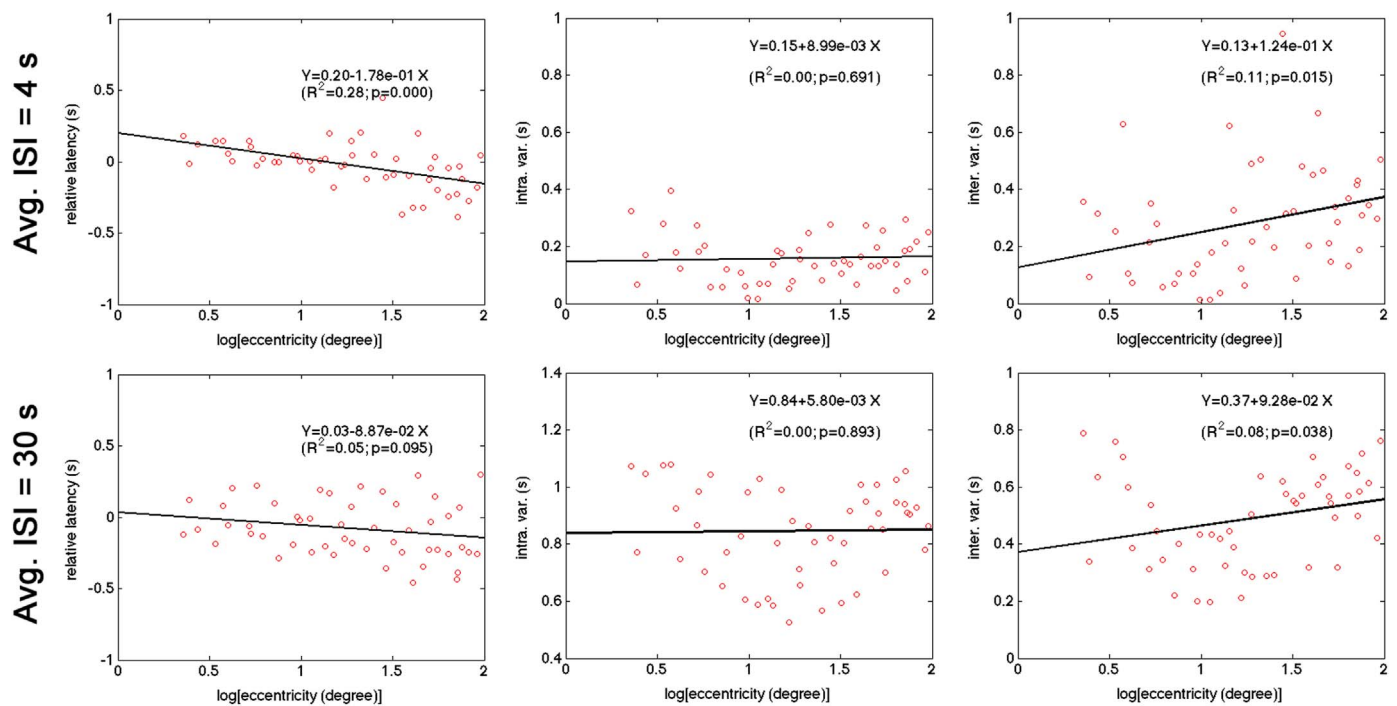 Avg. ISI = 4 s
relative latency (s)
1
0.5
0
-0.5
-1
Y=0.20-1.78e-01 X
(R²=0.28; p=0.000)
0 0.5 1 1.5 2
log[eccentricity (degree)]
intra. var. (s)
1
0.8
0.6
0.4
0.2
0
Y=0.15+8.99e-03 X
(R²=0.00; p=0.691)
0 0.5 1 1.5 2
log[eccentricity (degree)]
inter. var. (s)
1
0.8
0.6
0.4
0.2
0
Y=0.13+1.24e-01 X
(R²=0.11; p=0.015)
0 0.5 1 1.5 2
log[eccentricity (degree)]
Avg. ISI = 30 s
relative latency (s)
1
0.5
0
-0.5
-1
Y=0.03-8.87e-02 X
(R²=0.05; p=0.095)
0 0.5 1 1.5 2
log[eccentricity (degree)]
intra. var. (s)
1.4
1.2
1
0.8
0.6
0.4
Y=0.84+5.80e-03 X
(R²=0.00; p=0.893)
0 0.5 1 1.5 2
log[eccentricity (degree)]
inter. var. (s)
1
0.8
0.6
0.4
0.2
0
Y=0.37+9.28e-02 X
(R²=0.08; p=0.038)
0 0.5 1 1.5 2
log[eccentricity (degree)]